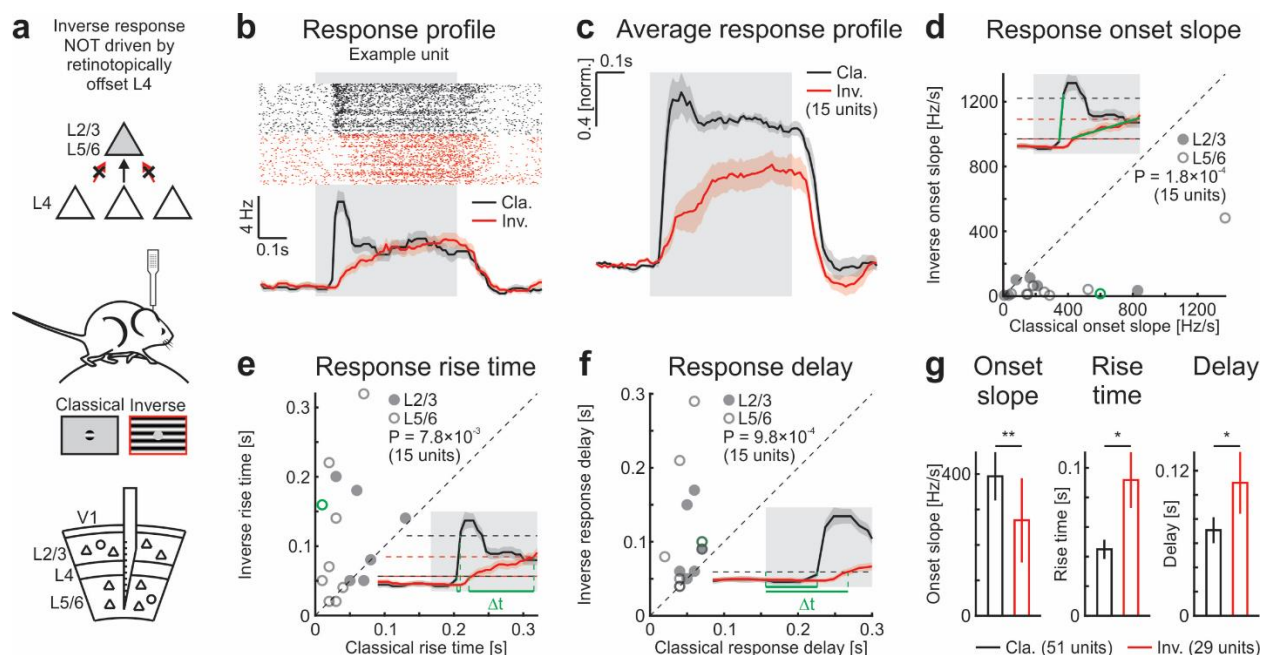 a
Inverse response
NOT driven by
retinotopically
offset L4
L2/3
L5/6
L4
Classical Inverse
V1
L2/3
L4
L5/6
b Response profile
Example unit
4 Hz
0.1s
Cla.
Inv.
c Average response profile
0.1s
0.4 [norm.]
Cla.
Inv.
(15 units)
d Response onset slope
Inverse onset slope [Hz/s]
1200
1000
800
400
200
0
L2/3
L5/6
P = 1.8×10⁻⁴
(15 units)
0 400 800 1200
Classical onset slope [Hz/s]
e Response rise time
Inverse rise time [s]
0.3
0.2
0.1
0
L2/3
L5/6
P = 7.8×10⁻³
(15 units)
Δt
0 0.1 0.2 0.3
Classical rise time [s]
f Response delay
Inverse response delay [s]
0.3
0.2
0.1
0
L2/3
L5/6
P = 9.8×10⁻⁴
(15 units)
Δt
0 0.1 0.2 0.3
Classical response delay [s]
g Onset slope
Rise time
Delay
** * *
Onset slope [Hz/s]
400
0
Rise time [s]
0.1
0
Delay [s]
0.12
0
Cla. (51 units) Inv. (29 units)